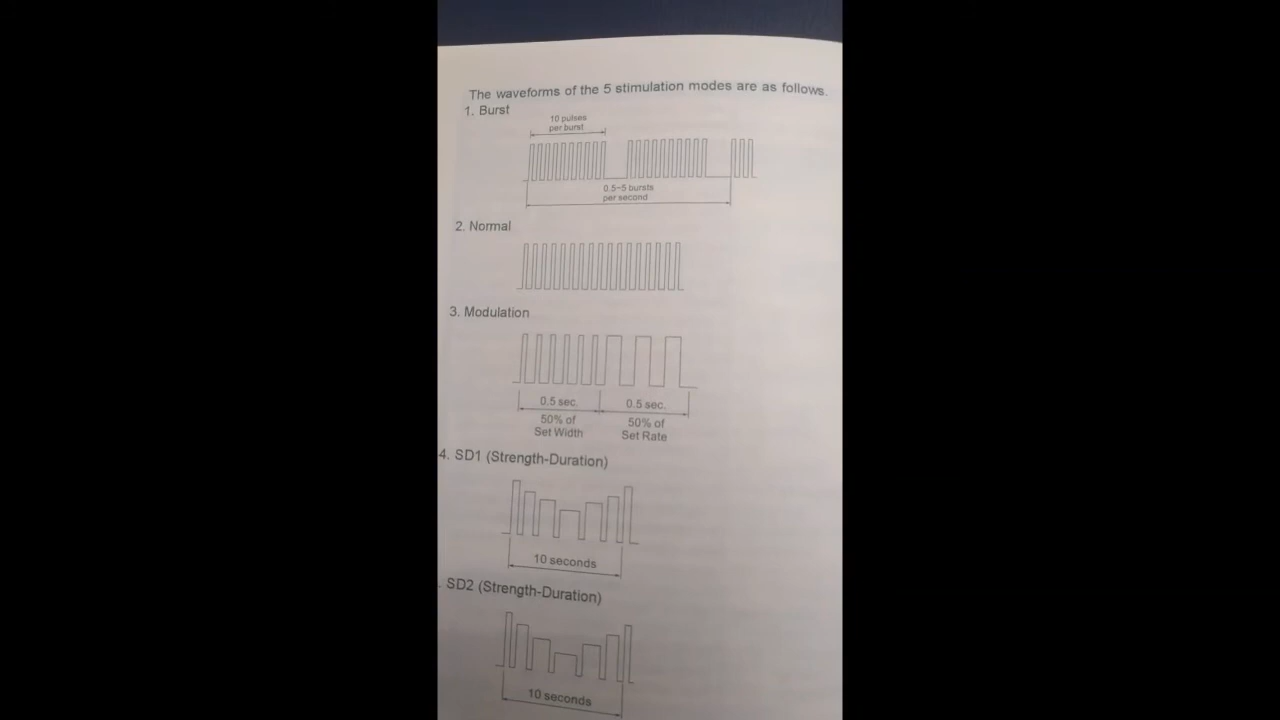 The waveforms of the 5 stimulation modes are as follows.
1. Burst
10 pulses
per burst
0.5~5 bursts
per second
2. Normal
3. Modulation
0.5 sec.
0.5 sec.
50% of
Set Width
50% of
Set Rate
4. SD1 (Strength-Duration)
10 seconds
. SD2 (Strength-Duration)
10 seconds